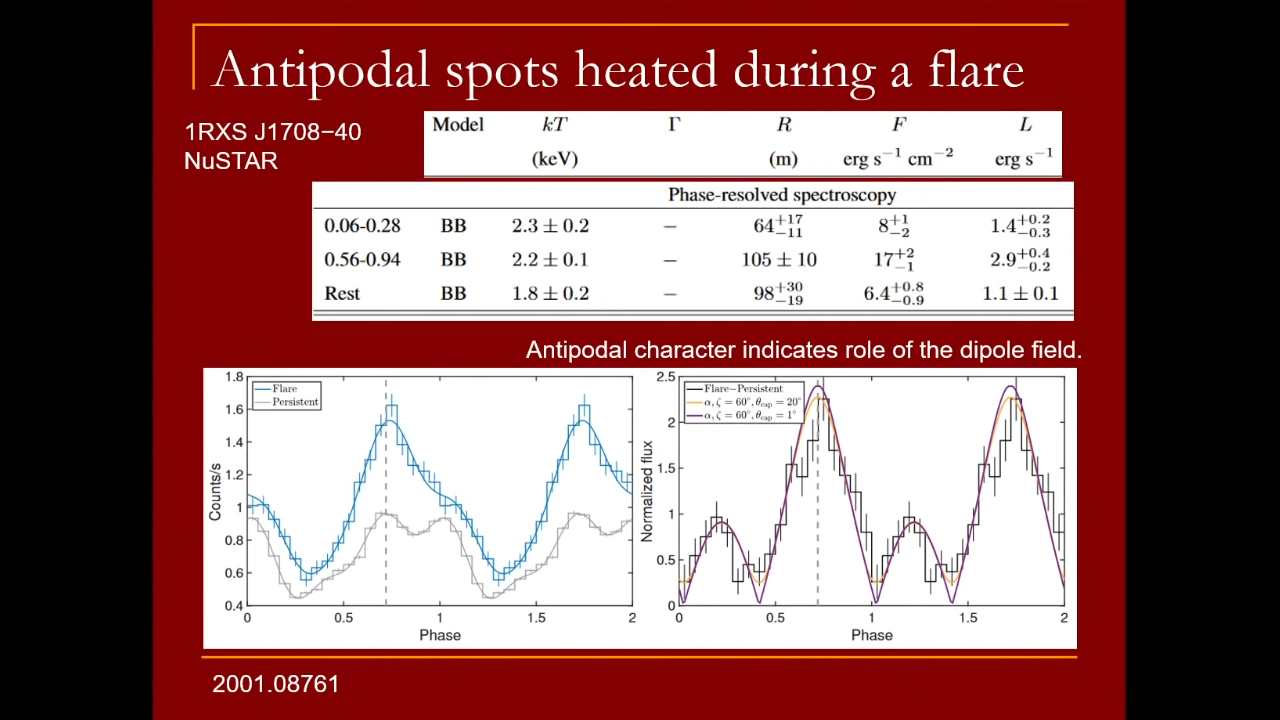 Antipodal spots heated during a flare
1RXS J1708−40
NuSTAR
Model kT Γ R F L
(keV) (m) erg s⁻¹ cm⁻² erg s⁻¹
Phase-resolved spectroscopy
0.06-0.28 BB 2.3 ± 0.2 – 64+17−11 8+1−2 1.4+0.2−0.3
0.56-0.94 BB 2.2 ± 0.1 – 105 ± 10 17+2−1 2.9+0.4−0.2
Rest BB 1.8 ± 0.2 – 98+30−19 6.4+0.8−0.9 1.1 ± 0.1
Antipodal character indicates role of the dipole field.
Flare
Persistent
1.8
1.6
1.4
1.2
1
0.8
0.6
0.4
Counts/s
0 0.5 1 1.5 2
Phase
Flare−Persistent
α, ζ = 60°, θcap = 20°
α, ζ = 60°, θcap = 1°
2.5
2
1.5
1
0.5
0
Normalized flux
0 0.5 1 1.5 2
Phase
2001.08761